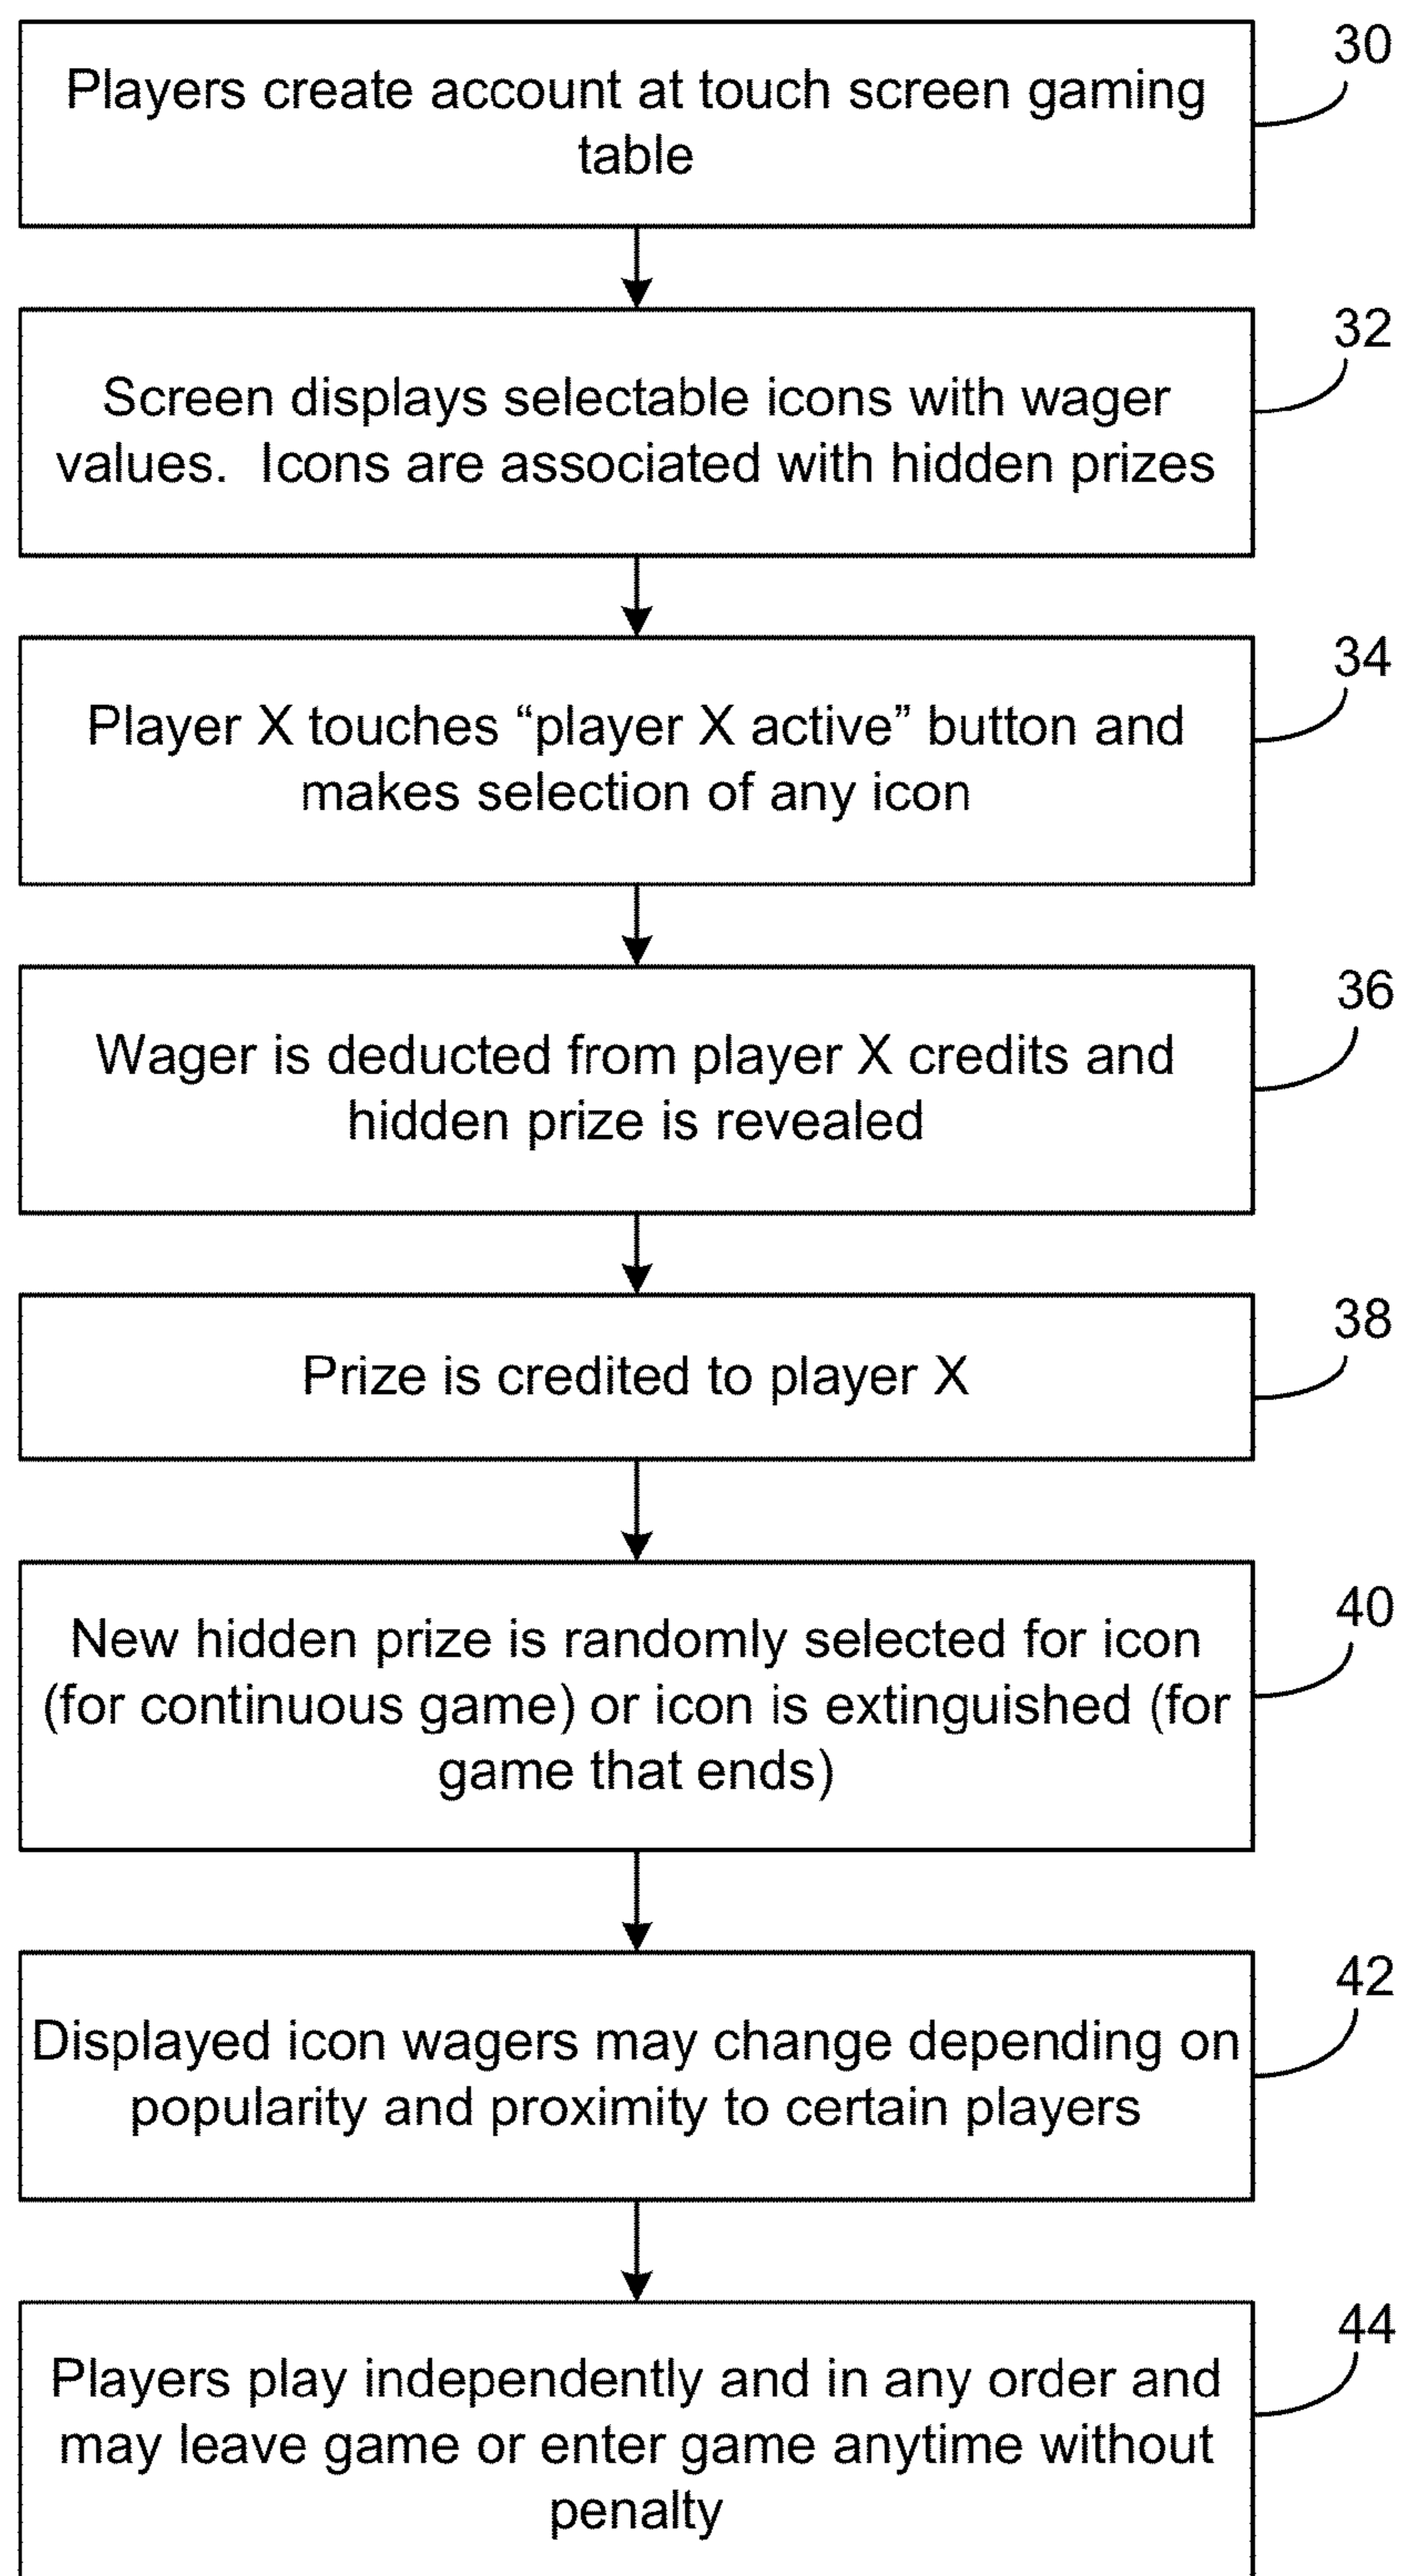 30
Players create account at touch screen gaming
table
32
Screen displays selectable icons with wager
values.  Icons are associated with hidden prizes
34
Player X touches “player X active” button and
makes selection of any icon
36
Wager is deducted from player X credits and
hidden prize is revealed
38
Prize is credited to player X
40
New hidden prize is randomly selected for icon
(for continuous game) or icon is extinguished (for
game that ends)
42
Displayed icon wagers may change depending on
popularity and proximity to certain players
44
Players play independently and in any order and
may leave game or enter game anytime without
penalty